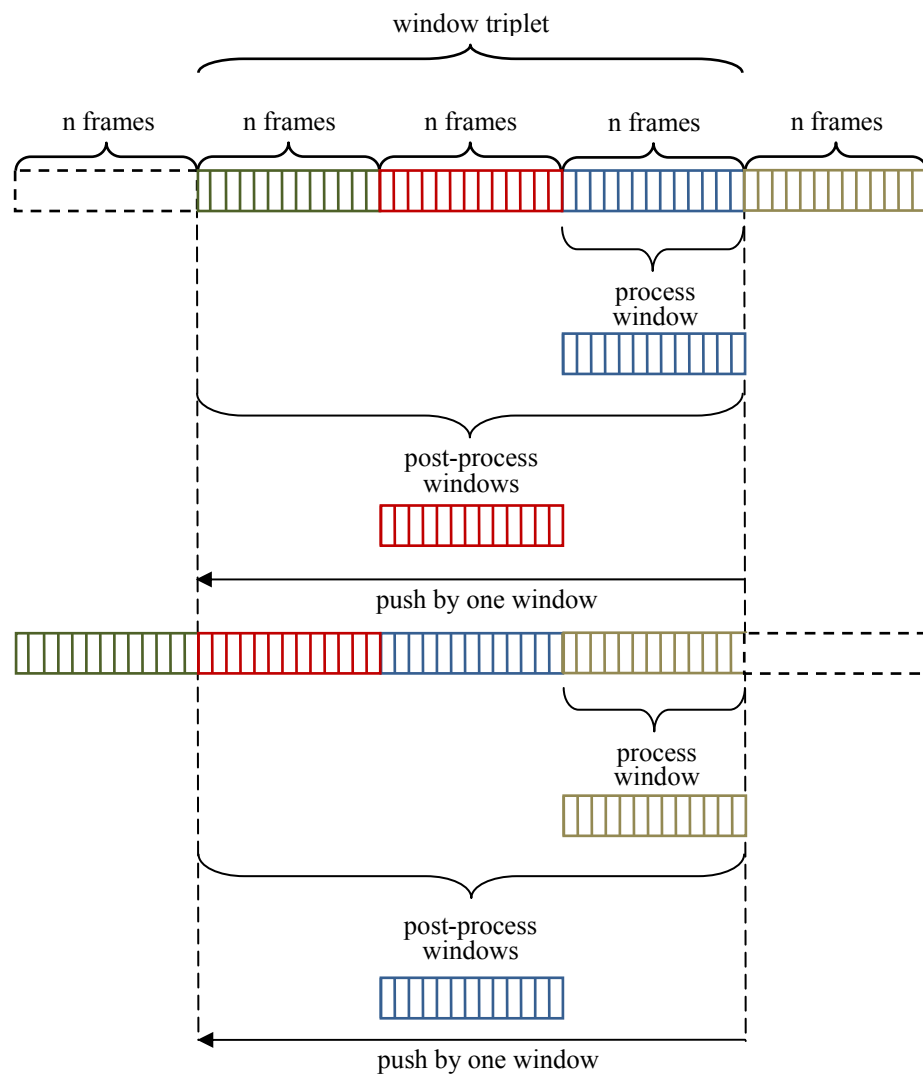 window triplet
n frames n frames n frames n frames n frames
process
window
post-process
windows
push by one window
process
window
post-process
windows
push by one window